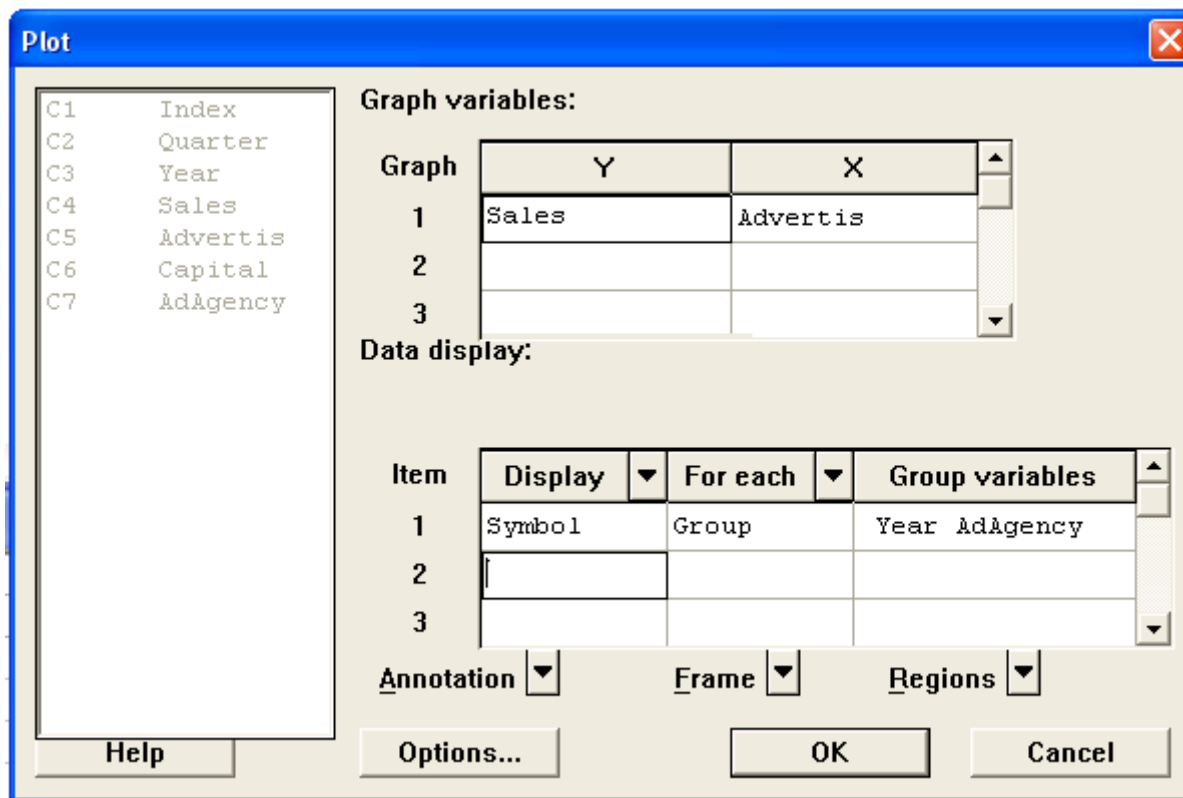 Plot
C1 Index
C2 Quarter
C3 Year
C4 Sales
C5 Advertis
C6 Capital
C7 AdAgency
Graph variables:
Graph Y X
1 Sales Advertis
2
3
Data display:
Item Display For each Group variables
1 Symbol Group Year AdAgency
2
3
Annotation Frame Regions
Help Options... OK Cancel